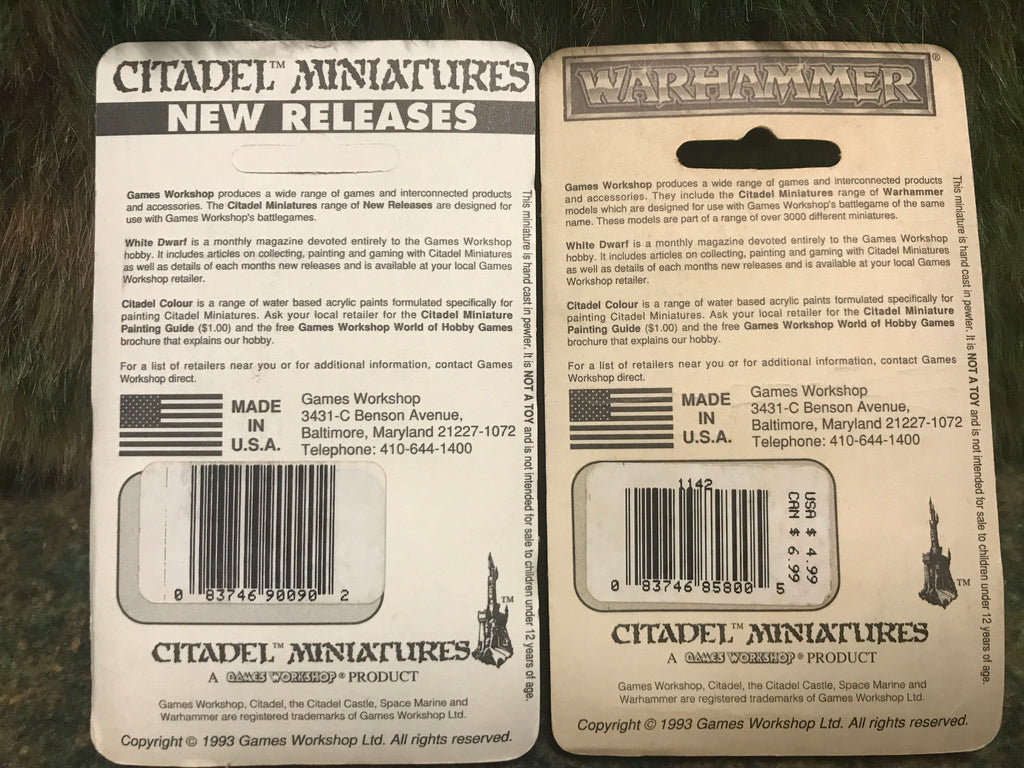 CITADEL™ MINIATURES
NEW RELEASES
Games Workshop produces a wide range of games and interconnected products
and accessories. The Citadel Miniatures range of New Releases are designed for
use with Games Workshop's battlegames.
White Dwarf is a monthly magazine devoted entirely to the Games Workshop
hobby. It includes articles on collecting, painting and gaming with Citadel Miniatures
as well as details of each months new releases and is available at your local Games
Workshop retailer.
Citadel Colour is a range of water based acrylic paints formulated specifically for
painting Citadel Miniatures. Ask your local retailer for the Citadel Miniature
Painting Guide ($1.00) and the free Games Workshop World of Hobby Games
brochure that explains our hobby.
For a list of retailers near you or for additional information, contact Games
Workshop direct.
MADE
IN
U.S.A.
Games Workshop
3431-C Benson Avenue,
Baltimore, Maryland 21227-1072
Telephone: 410-644-1400
0 83746 90090 2
TM
CITADEL™ MINIATURES
A GAMES WORKSHOP® PRODUCT
Games Workshop, Citadel, the Citadel Castle, Space Marine and
Warhammer are registered trademarks of Games Workshop Ltd.
Copyright © 1993 Games Workshop Ltd. All rights reserved.
This miniature is hand cast in pewter. It is NOT A TOY and is not intended for sale to children under 12 years of age.
WARHAMMER®
Games Workshop produces a wide range of games and interconnected products
and accessories. They include the Citadel Miniatures range of Warhammer
models which are designed for use with Games Workshop's battlegame of the same
name. These models are part of a range of over 3000 different miniatures.
White Dwarf is a monthly magazine devoted entirely to the Games Workshop
hobby. It includes articles on collecting, painting and gaming with Citadel Miniatures
as well as details of each months new releases and is available at your local Games
Workshop retailer.
Citadel Colour is a range of water based acrylic paints formulated specifically for
painting Citadel Miniatures. Ask your local retailer for the Citadel Miniature
Painting Guide ($1.00) and the free Games Workshop World of Hobby Games
brochure that explains our hobby.
For a list of retailers near you or for additional information, contact Games
Workshop direct.
MADE
IN
U.S.A.
Games Workshop
3431-C Benson Avenue,
Baltimore, Maryland 21227-1072
Telephone: 410-644-1400
1142
0 83746 85800 5
USA $ 4.99
CAN $ 6.99
TM
CITADEL™ MINIATURES
A GAMES WORKSHOP® PRODUCT
Games Workshop, Citadel, the Citadel Castle, Space Marine and
Warhammer are registered trademarks of Games Workshop Ltd.
Copyright © 1993 Games Workshop Ltd. All rights reserved.
This miniature is hand cast in pewter. It is NOT A TOY and is not intended for sale to children under 12 years of age.